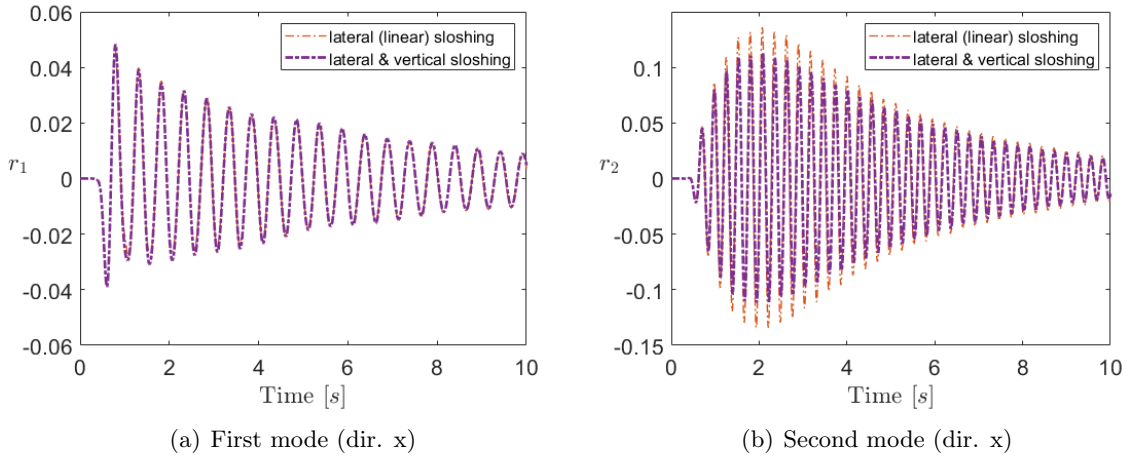 0.06
0.04
0.02
0
-0.02
-0.04
-0.06
r1
lateral (linear) sloshing
lateral & vertical sloshing
0 2 4 6 8 10
Time [s]
(a) First mode (dir. x)
0.15
0.1
0.05
0
-0.05
-0.1
-0.15
r2
lateral (linear) sloshing
lateral & vertical sloshing
0 2 4 6 8 10
Time [s]
(b) Second mode (dir. x)